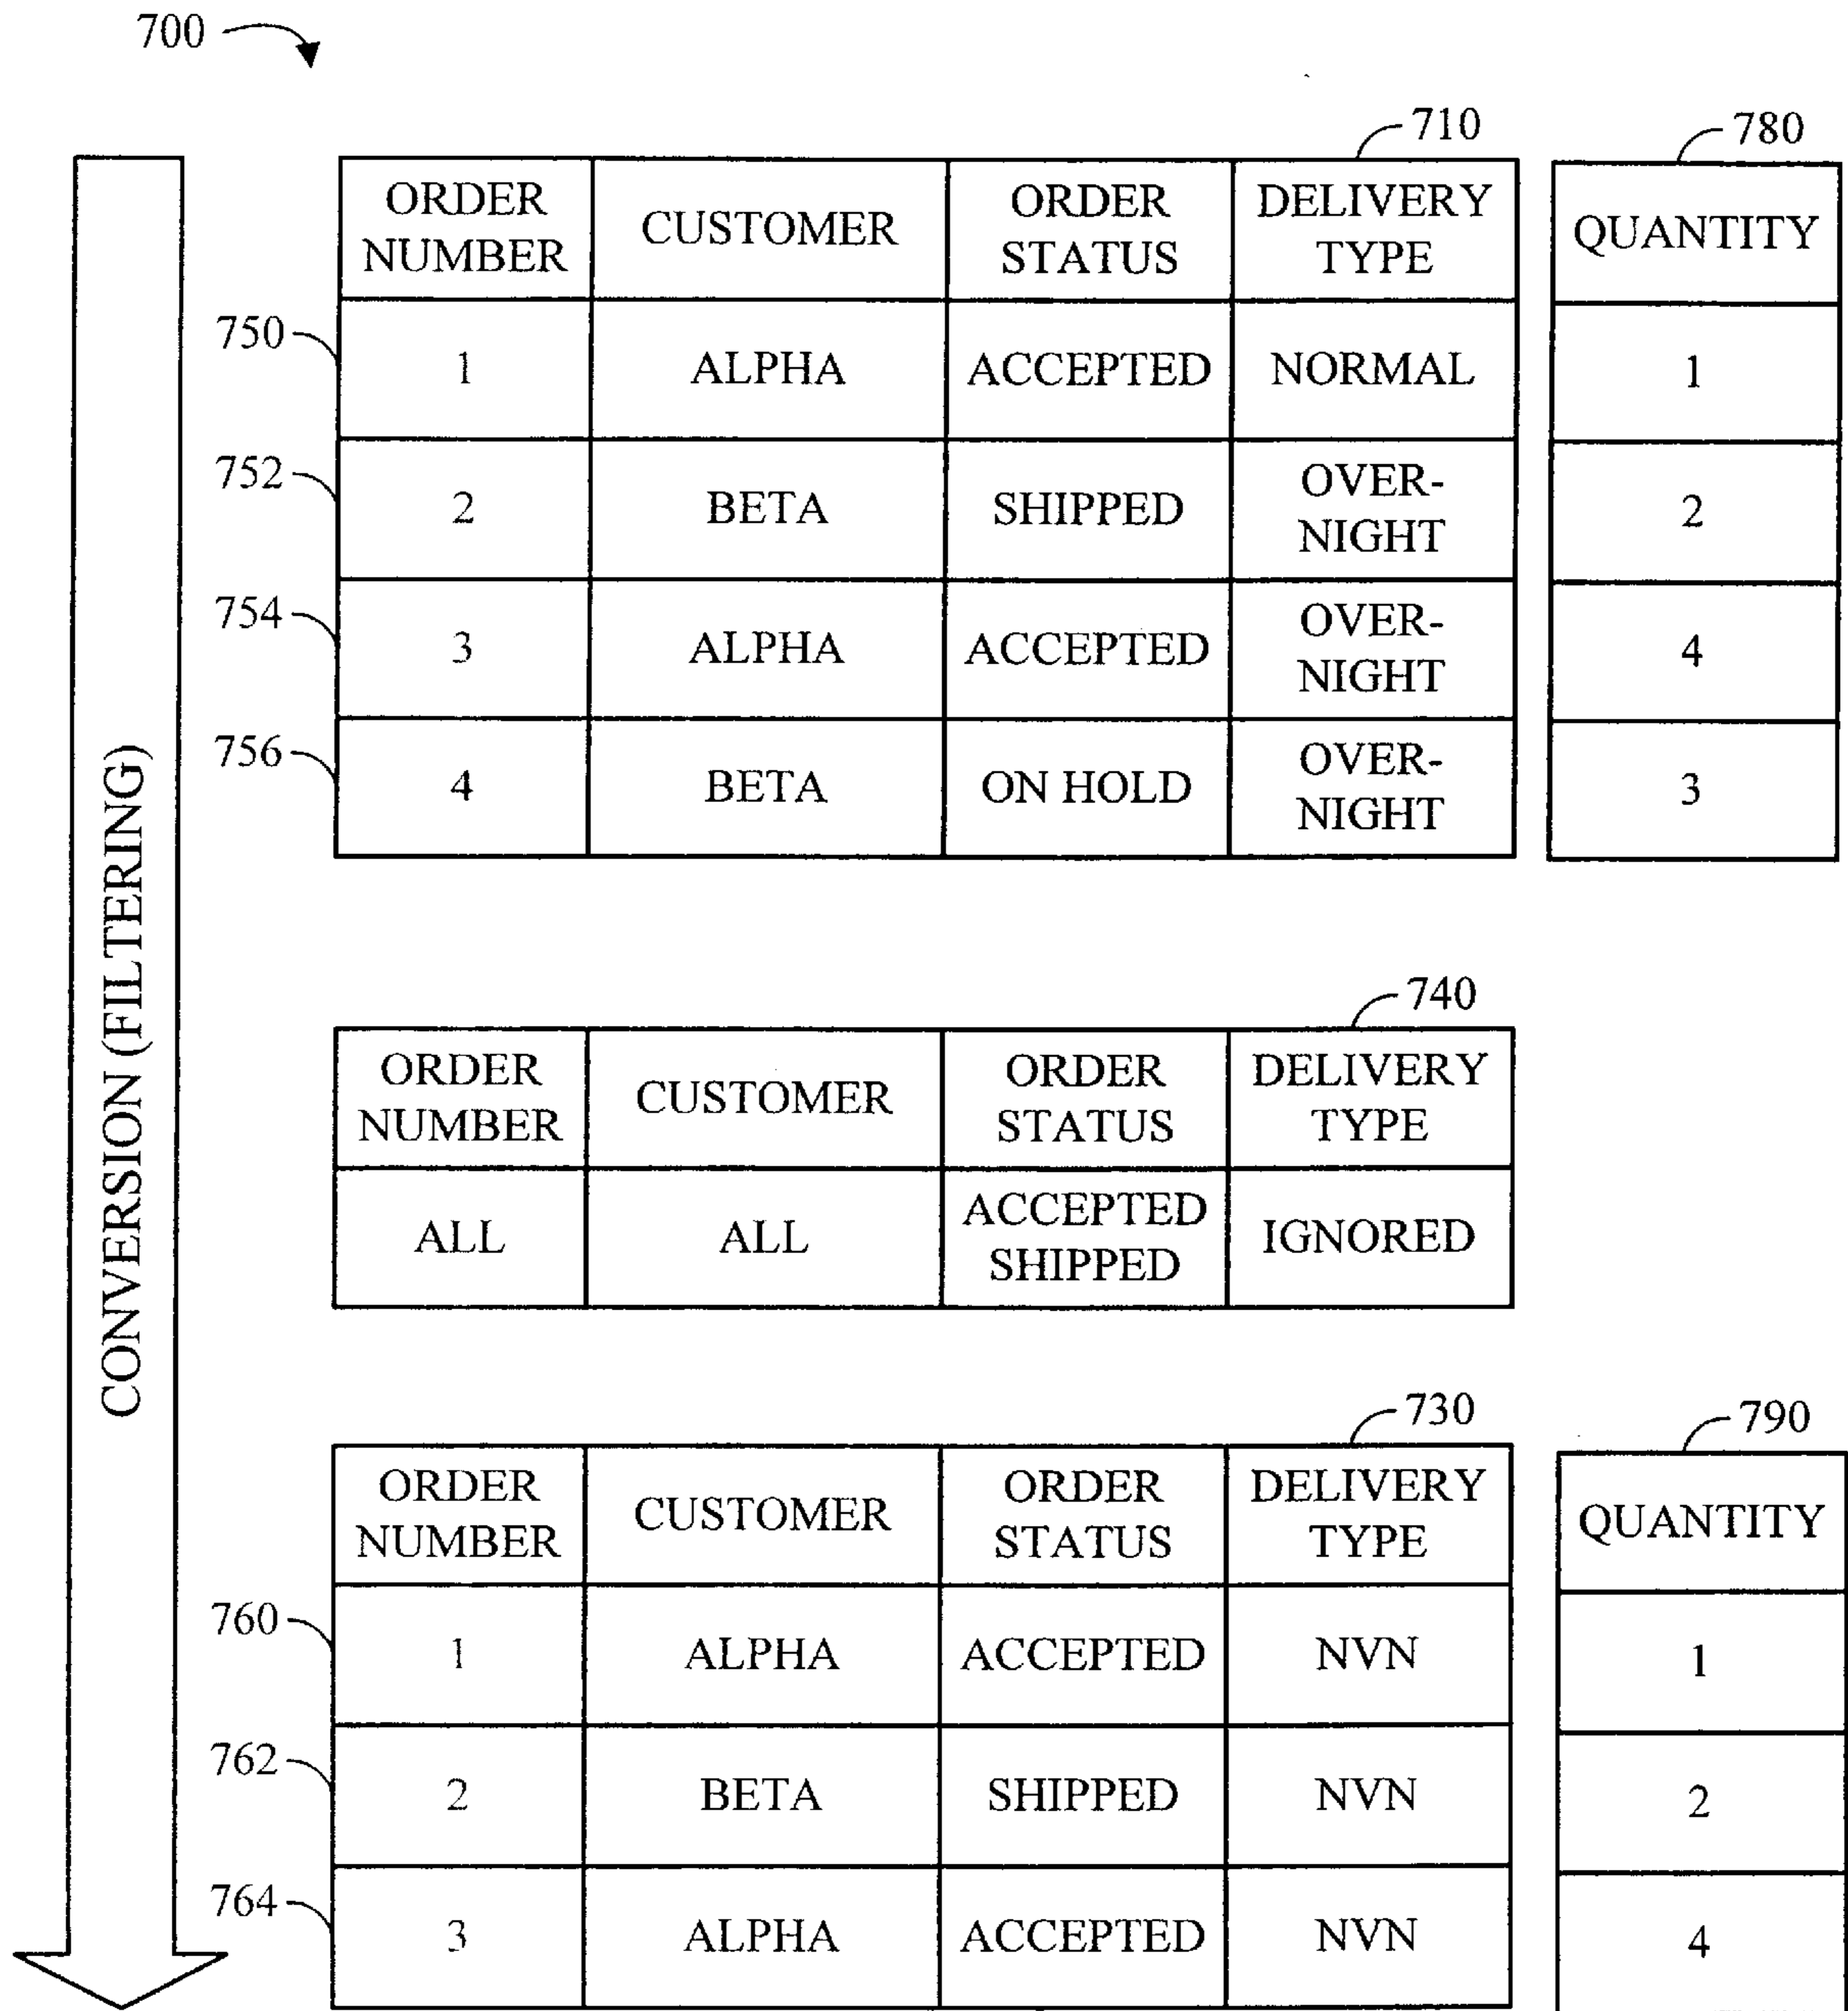 700
710
780
ORDER NUMBER CUSTOMER ORDER STATUS DELIVERY TYPE QUANTITY
750 1 ALPHA ACCEPTED NORMAL 1
752 2 BETA SHIPPED OVER-NIGHT 2
754 3 ALPHA ACCEPTED OVER-NIGHT 4
756 4 BETA ON HOLD OVER-NIGHT 3
CONVERSION (FILTERING)
740
ORDER NUMBER CUSTOMER ORDER STATUS DELIVERY TYPE
ALL ALL ACCEPTED SHIPPED IGNORED
730
790
ORDER NUMBER CUSTOMER ORDER STATUS DELIVERY TYPE QUANTITY
760 1 ALPHA ACCEPTED NVN 1
762 2 BETA SHIPPED NVN 2
764 3 ALPHA ACCEPTED NVN 4